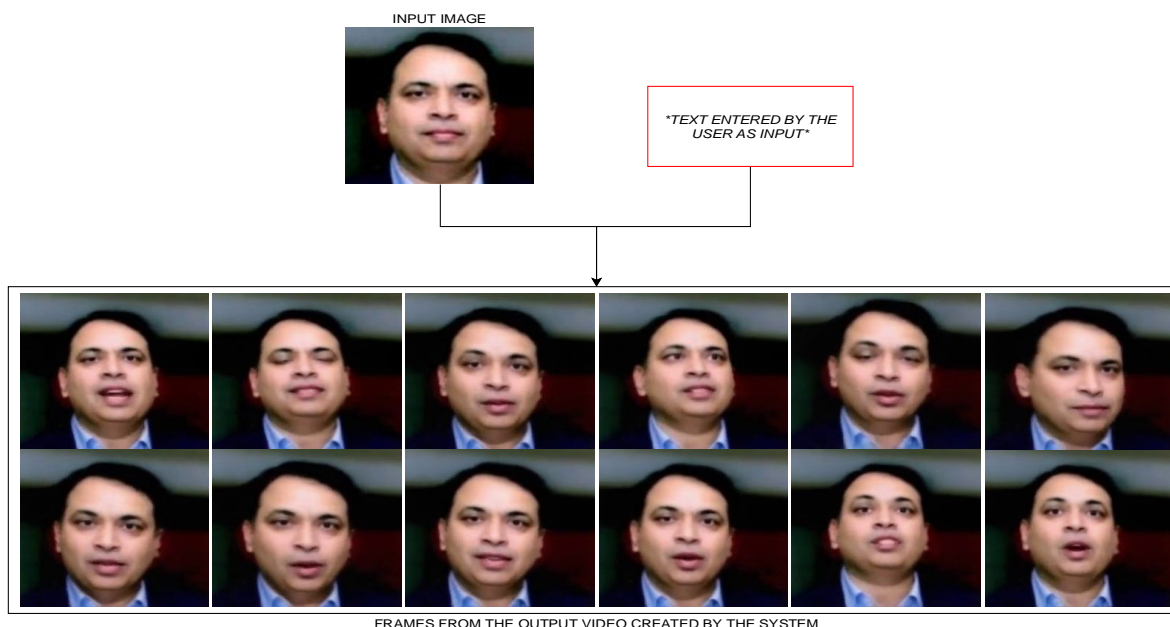 INPUT IMAGE
*TEXT ENTERED BY THE
USER AS INPUT*
FRAMES FROM THE OUTPUT VIDEO CREATED BY THE SYSTEM